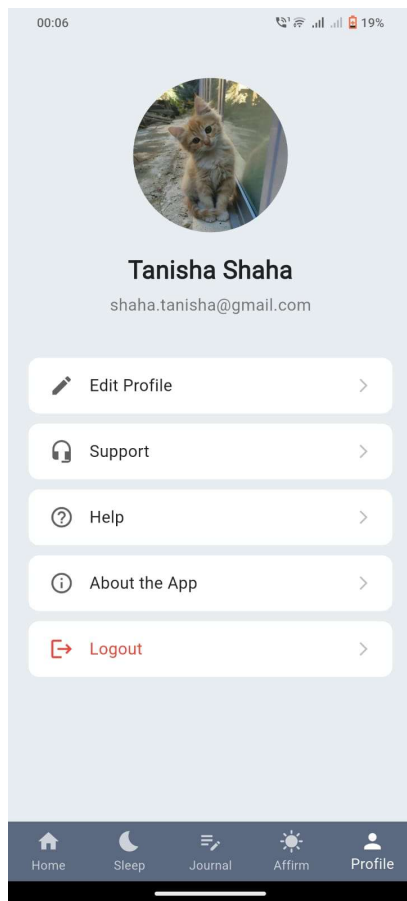 00:06
19%
Tanisha Shaha
shaha.tanisha@gmail.com
Edit Profile
Support
Help
About the App
Logout
Home Sleep Journal Affirm Profile